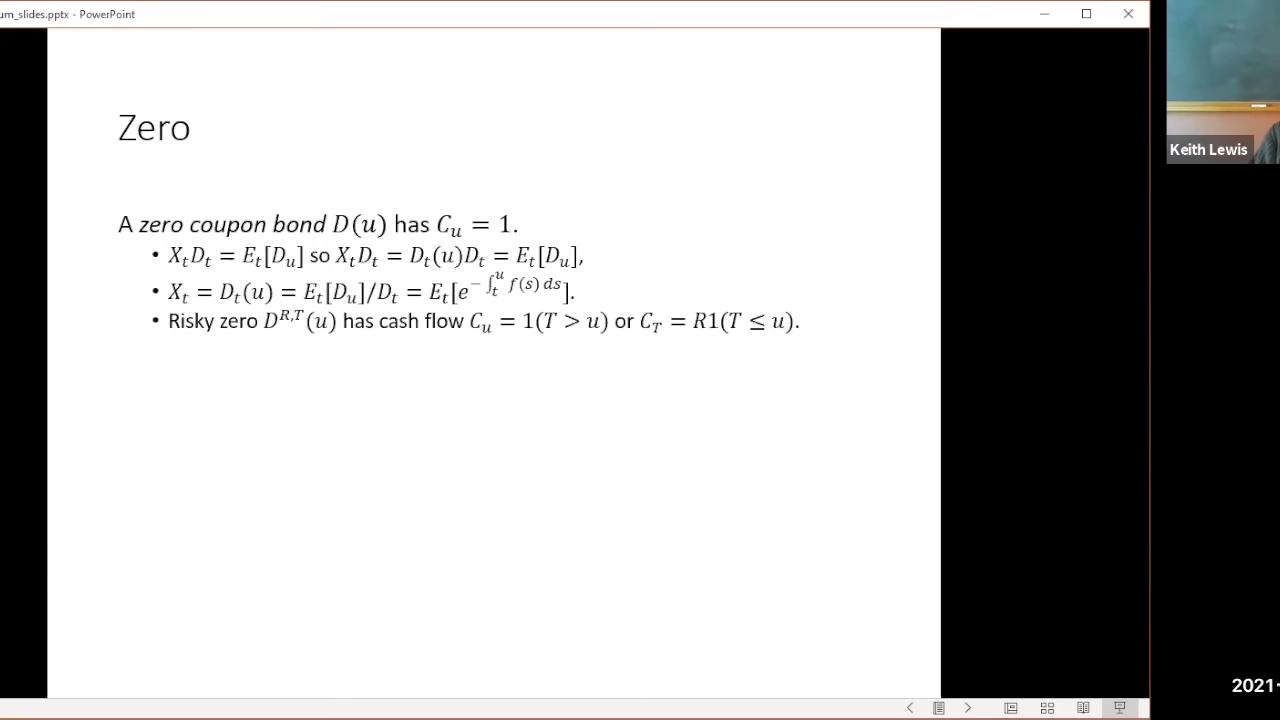 um_slides.pptx - PowerPoint
Zero
A zero coupon bond D(u) has C_u = 1.
• X_t D_t = E_t[D_u] so X_t D_t = D_t(u)D_t = E_t[D_u],
• X_t = D_t(u) = E_t[D_u]/D_t = E_t[e^{−∫_t^u f(s) ds}].
• Risky zero D^{R,T}(u) has cash flow C_u = 1(T > u) or C_T = R1(T ≤ u).
Keith Lewis
2021-